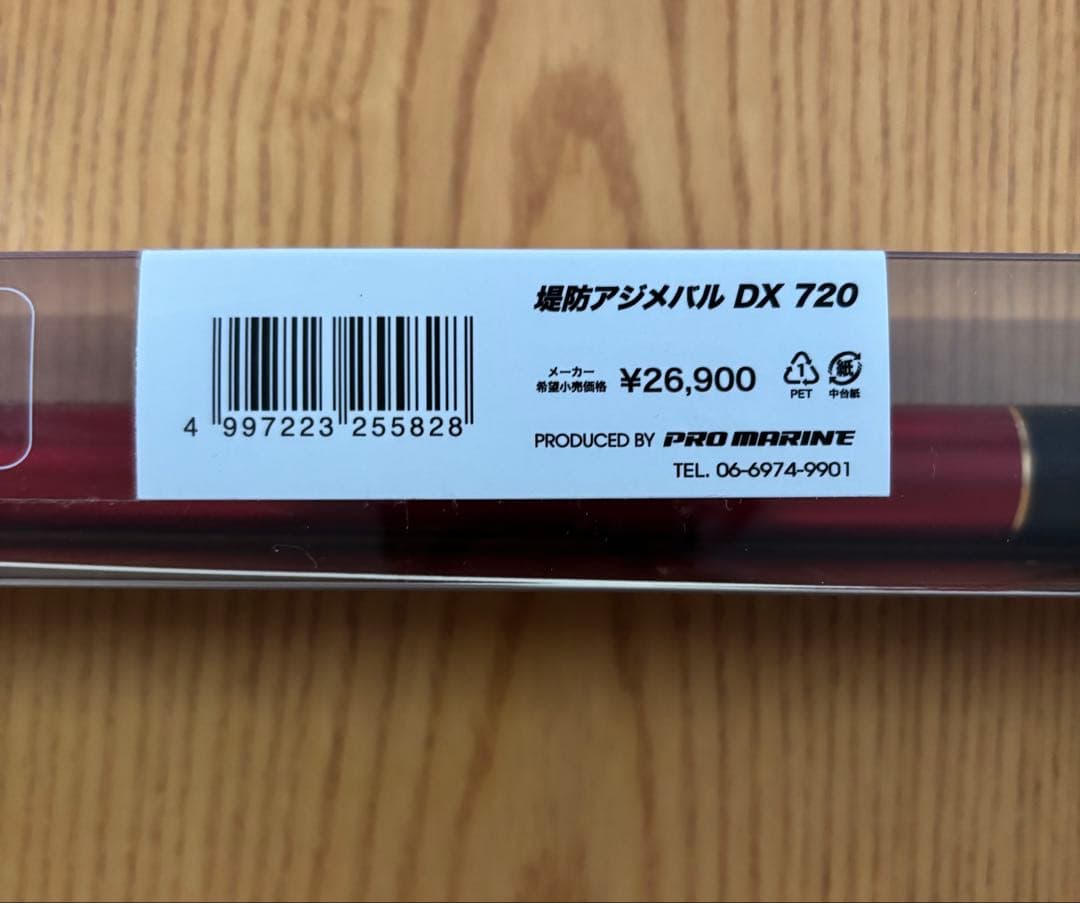 堤防アジメバル DX 720
メーカー
希望小売価格 ¥26,900
1
PET
紙
中台紙
4 997223 255828
PRODUCED BY PRO MARINE
TEL. 06-6974-9901